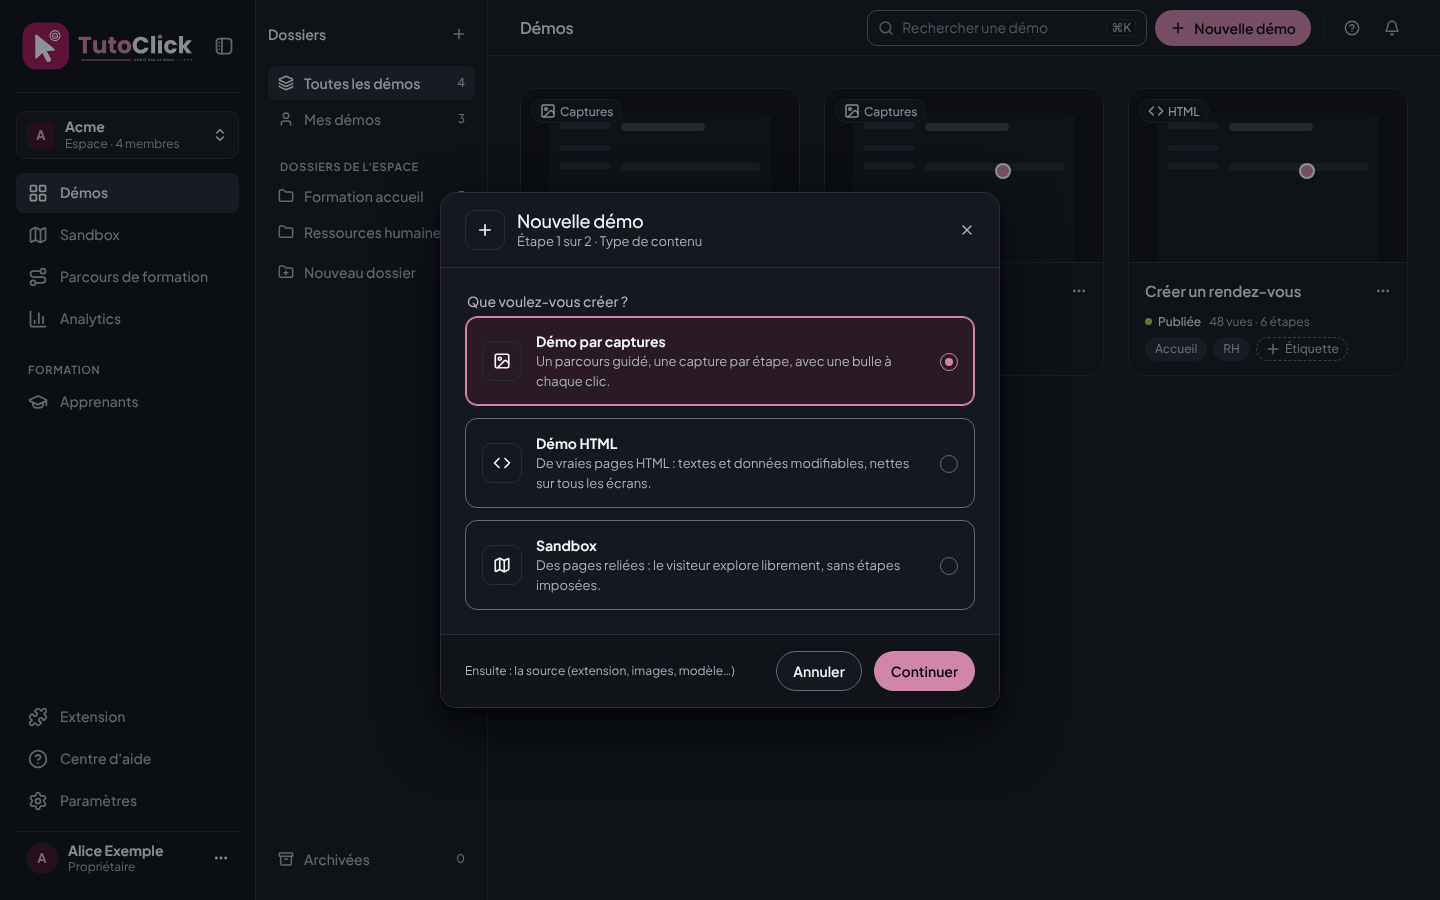 TutoClick
Acme
Espace · 4 membres
Démos
Sandbox
Parcours de formation
Analytics
FORMATION
Apprenants
Extension
Centre d'aide
Paramètres
Alice Exemple
Propriétaire
Dossiers
Toutes les démos 4
Mes démos 3
DOSSIERS DE L'ESPACE
Formation accueil
Ressources humaine
Nouveau dossier
Archivées 0
Démos
Rechercher une démo ⌘K
Nouvelle démo
Captures
Captures
HTML
Créer un rendez-vous
Publiée 48 vues · 6 étapes
Accueil RH Étiquette
Nouvelle démo
Étape 1 sur 2 · Type de contenu
Que voulez-vous créer ?
Démo par captures
Un parcours guidé, une capture par étape, avec une bulle à
chaque clic.
Démo HTML
De vraies pages HTML : textes et données modifiables, nettes
sur tous les écrans.
Sandbox
Des pages reliées : le visiteur explore librement, sans étapes
imposées.
Ensuite : la source (extension, images, modèle…)
Annuler
Continuer
A
A